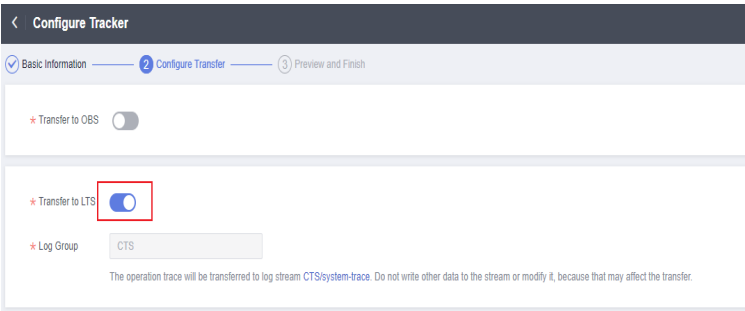 Configure Tracker
Basic Information 2 Configure Transfer 3 Preview and Finish
* Transfer to OBS
* Transfer to LTS
* Log Group CTS
The operation trace will be transferred to log stream CTS/system-trace. Do not write other data to the stream or modify it, because that may affect the transfer.